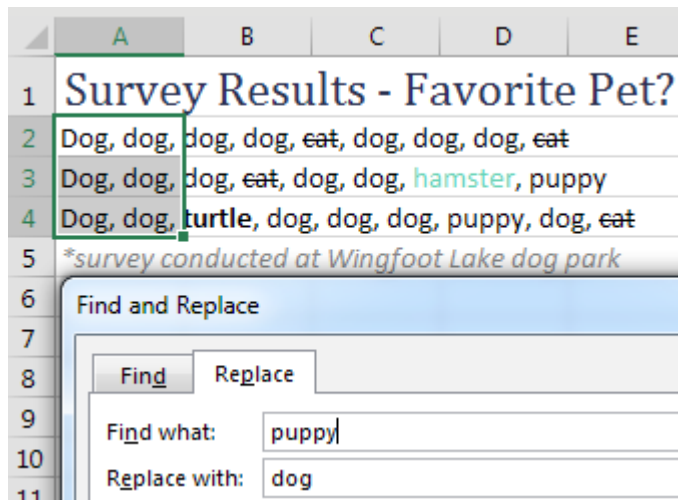 A B C D E
1 Survey Results - Favorite Pet?
2 Dog, dog, dog, dog, cat, dog, dog, dog, cat
3 Dog, dog, dog, cat, dog, dog, hamster, puppy
4 Dog, dog, turtle, dog, dog, dog, puppy, dog, cat
5 *survey conducted at Wingfoot Lake dog park
6 Find and Replace
7
8 Find Replace
9 Find what: puppy
10 Replace with: dog
11